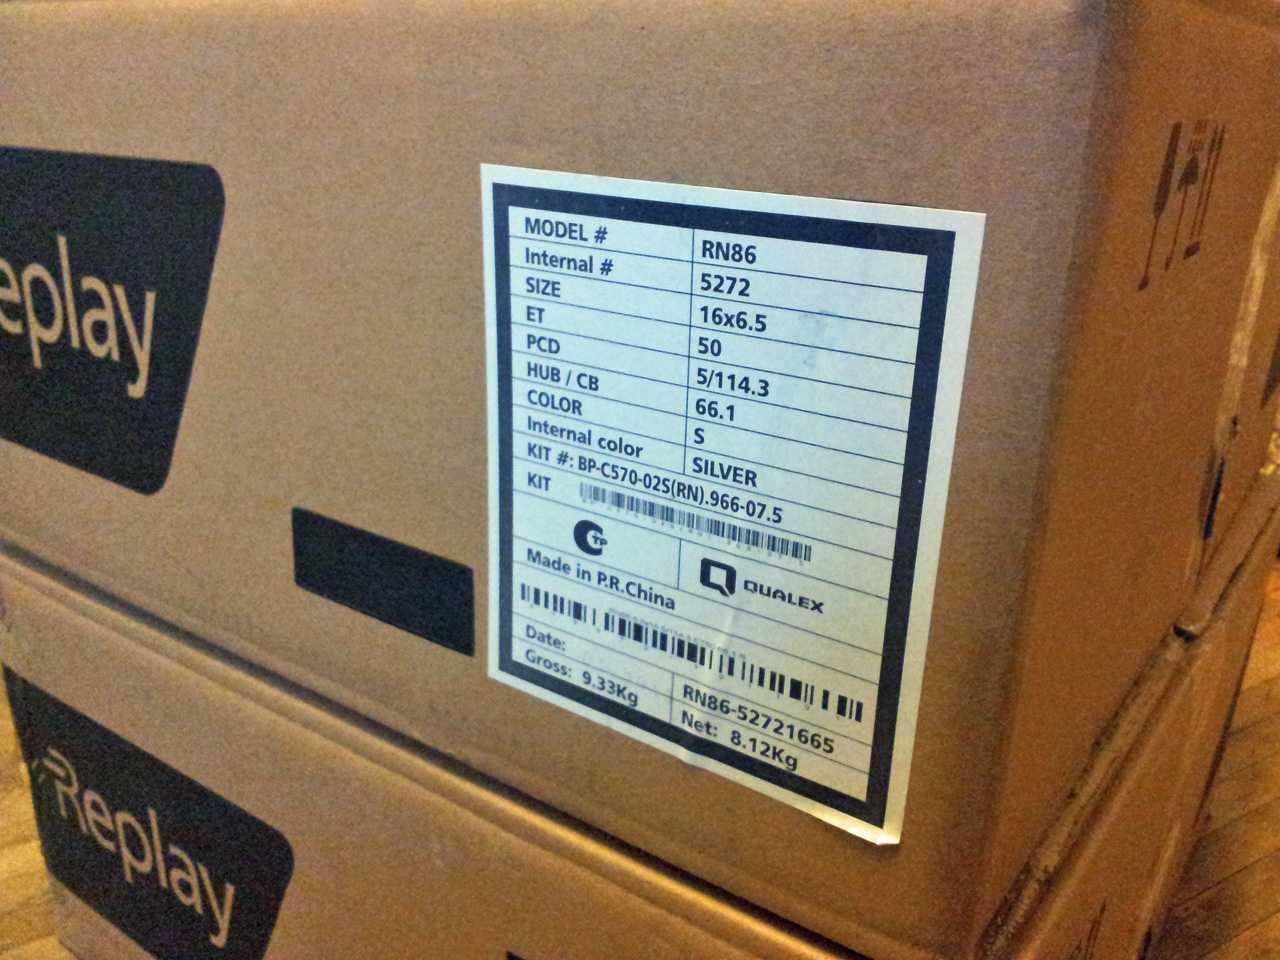 eplay
MODEL # RN86
Internal # 5272
SIZE 16x6.5
ET 50
PCD 5/114.3
HUB / CB 66.1
COLOR S
Internal color SILVER
KIT #: BP-C570-02S(RN).966-07.5
KIT
CTP
QUALEX
Made in P.R.China
Date: RN86-52721665
Gross: 9.33Kg Net: 8.12Kg
Replay